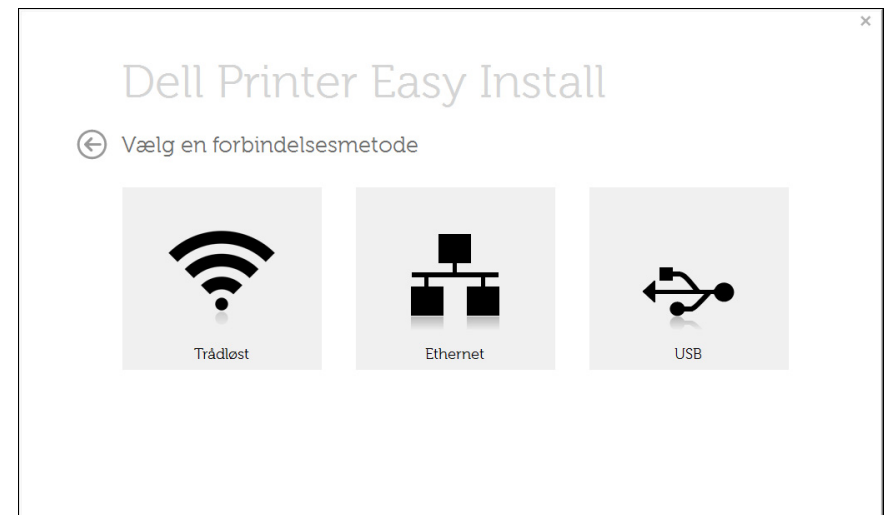 Dell Printer Easy Install
Vælg en forbindelsesmetode
Trådløst
Ethernet
USB